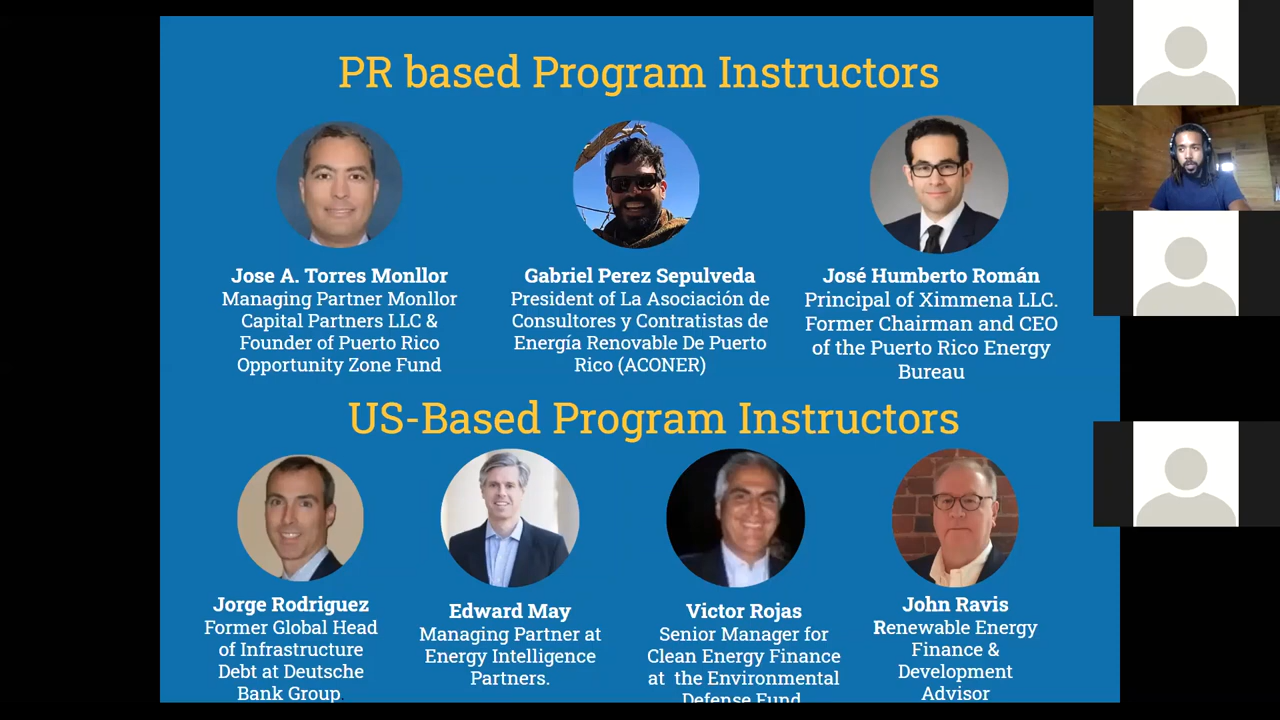 PR based Program Instructors
Jose A. Torres Monllor
Managing Partner Monllor
Capital Partners LLC &
Founder of Puerto Rico
Opportunity Zone Fund
Gabriel Perez Sepulveda
President of La Asociación de
Consultores y Contratistas de
Energía Renovable De Puerto
Rico (ACONER)
José Humberto Román
Principal of Ximmena LLC.
Former Chairman and CEO
of the Puerto Rico Energy
Bureau
US-Based Program Instructors
Jorge Rodriguez
Former Global Head
of Infrastructure
Debt at Deutsche
Bank Group.
Edward May
Managing Partner at
Energy Intelligence
Partners.
Victor Rojas
Senior Manager for
Clean Energy Finance
at the Environmental
Defense Fund
John Ravis
Renewable Energy
Finance &
Development
Advisor